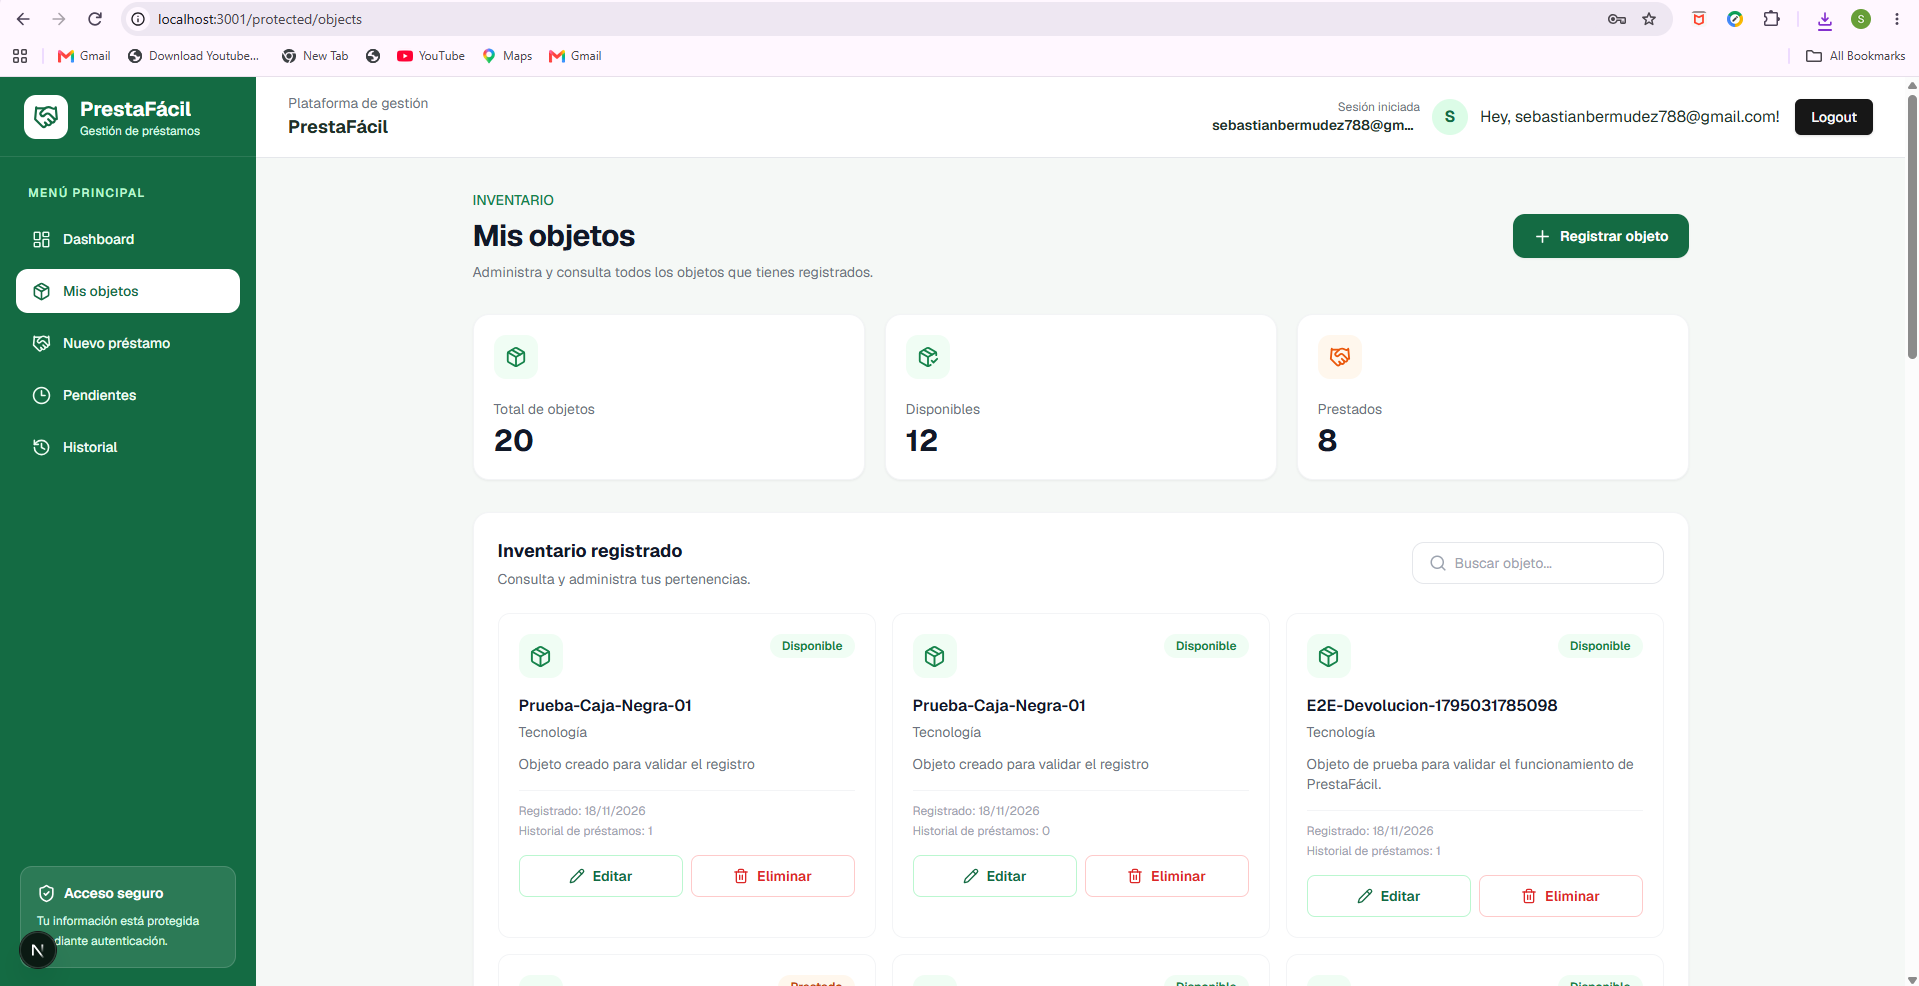 localhost:3001/protected/objects
Gmail
Download Youtube...
New Tab
YouTube
Maps
Gmail
All Bookmarks
S
PrestaFácil
Gestión de préstamos
MENÚ PRINCIPAL
Dashboard
Mis objetos
Nuevo préstamo
Pendientes
Historial
Acceso seguro
Tu información está protegida
diante autenticación.
N
Plataforma de gestión
PrestaFácil
Sesión iniciada
sebastianbermudez788@gm...
S
Hey, sebastianbermudez788@gmail.com!
Logout
INVENTARIO
Mis objetos
Administra y consulta todos los objetos que tienes registrados.
Registrar objeto
Total de objetos
20
Disponibles
12
Prestados
8
Inventario registrado
Consulta y administra tus pertenencias.
Buscar objeto...
Disponible
Prueba-Caja-Negra-01
Tecnología
Objeto creado para validar el registro
Registrado: 18/11/2026
Historial de préstamos: 1
Editar
Eliminar
Disponible
Prueba-Caja-Negra-01
Tecnología
Objeto creado para validar el registro
Registrado: 18/11/2026
Historial de préstamos: 0
Editar
Eliminar
Disponible
E2E-Devolucion-1795031785098
Tecnología
Objeto de prueba para validar el funcionamiento de
PrestaFácil.
Registrado: 18/11/2026
Historial de préstamos: 1
Editar
Eliminar
Prestado
Disponible
Disponible